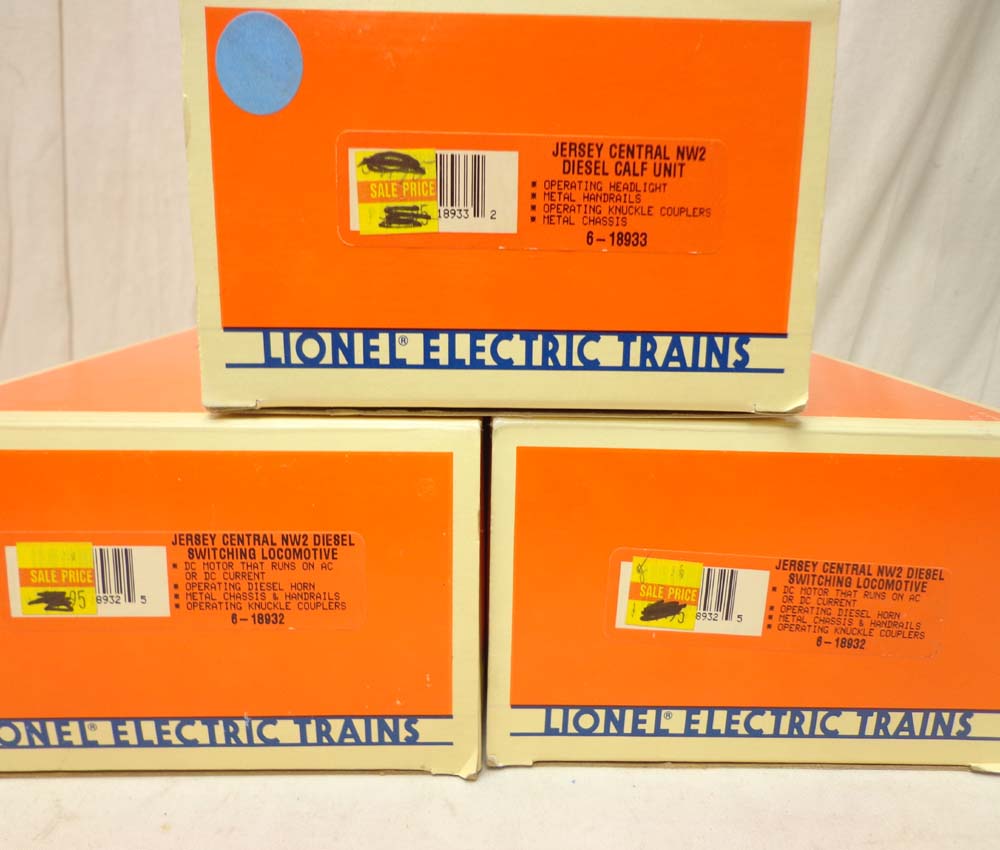 JERSEY CENTRAL NW2
DIESEL CALF UNIT
▪ OPERATING HEADLIGHT
▪ METAL HANDRAILS
▪ OPERATING KNUCKLE COUPLERS
▪ METAL CHASSIS
6-18933
SALE PRICE
18933 2
LIONEL® ELECTRIC TRAINS
JERSEY CENTRAL NW2 DIESEL
SWITCHING LOCOMOTIVE
▪ DC MOTOR THAT RUNS ON AC
OR DC CURRENT
▪ OPERATING DIESEL HORN
▪ METAL CHASSIS & HANDRAILS
▪ OPERATING KNUCKLE COUPLERS
6-18932
SALE PRICE
95
8932 5
ONEL® ELECTRIC TRAINS
JERSEY CENTRAL NW2 DIESEL
SWITCHING LOCOMOTIVE
▪ DC MOTOR THAT RUNS ON AC
OR DC CURRENT
▪ OPERATING DIESEL HORN
▪ METAL CHASSIS & HANDRAILS
▪ OPERATING KNUCKLE COUPLERS
6-18932
SALE PRICE
8932 5
LIONEL® ELECTRIC TRAINS